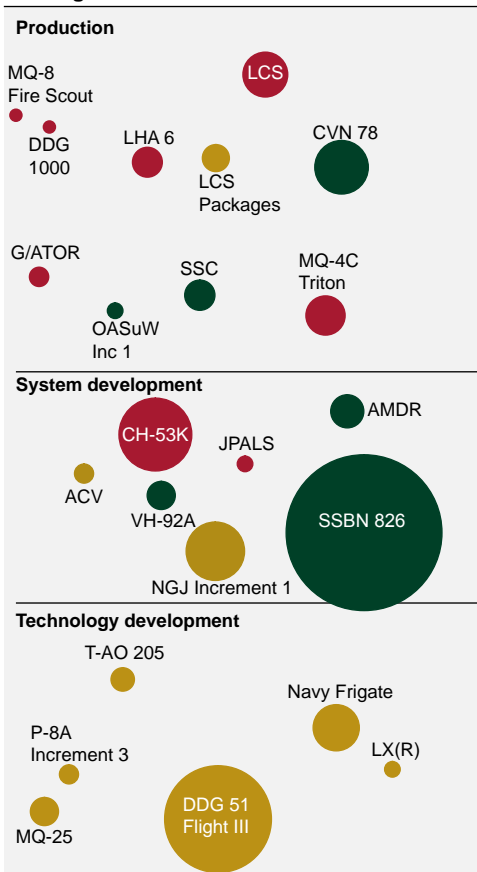 Production
MQ-8
Fire Scout
LCS
DDG
1000
LHA 6
LCS
Packages
CVN 78
G/ATOR
SSC
MQ-4C
Triton
OASuW
Inc 1
System development
CH-53K
AMDR
JPALS
ACV
VH-92A
SSBN 826
NGJ Increment 1
Technology development
T-AO 205
Navy Frigate
P-8A
Increment 3
LX(R)
DDG 51
Flight III
MQ-25